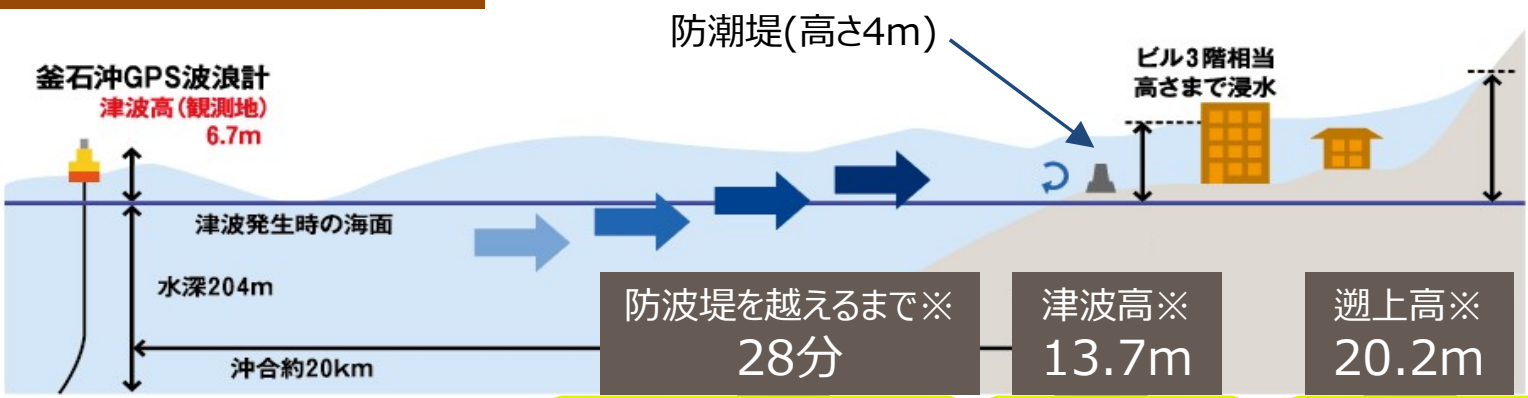 防潮堤(高さ4m)
釜石沖GPS波浪計
津波高(観測地)
6.7m
ビル3階相当
高さまで浸水
津波発生時の海面
水深204m
沖合約20km
防波堤を越えるまで※
28分
津波高※
13.7m
遡上高※
20.2m